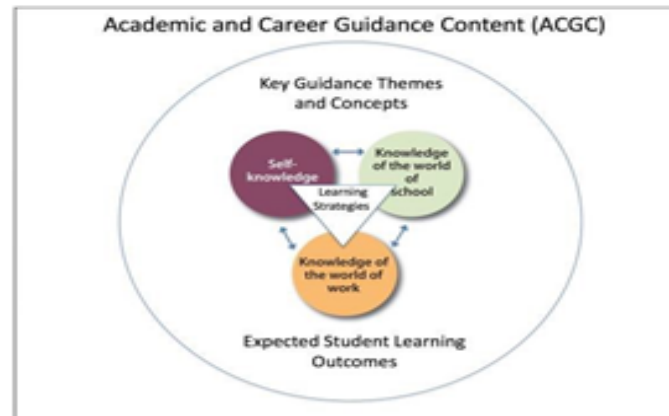 Academic and Career Guidance Content (ACGC)
Key Guidance Themes
and Concepts
Self-
knowledge
Knowledge
of the world
of
school
Learning
Strategies
Knowledge of
the world of
work
Expected Student Learning
Outcomes